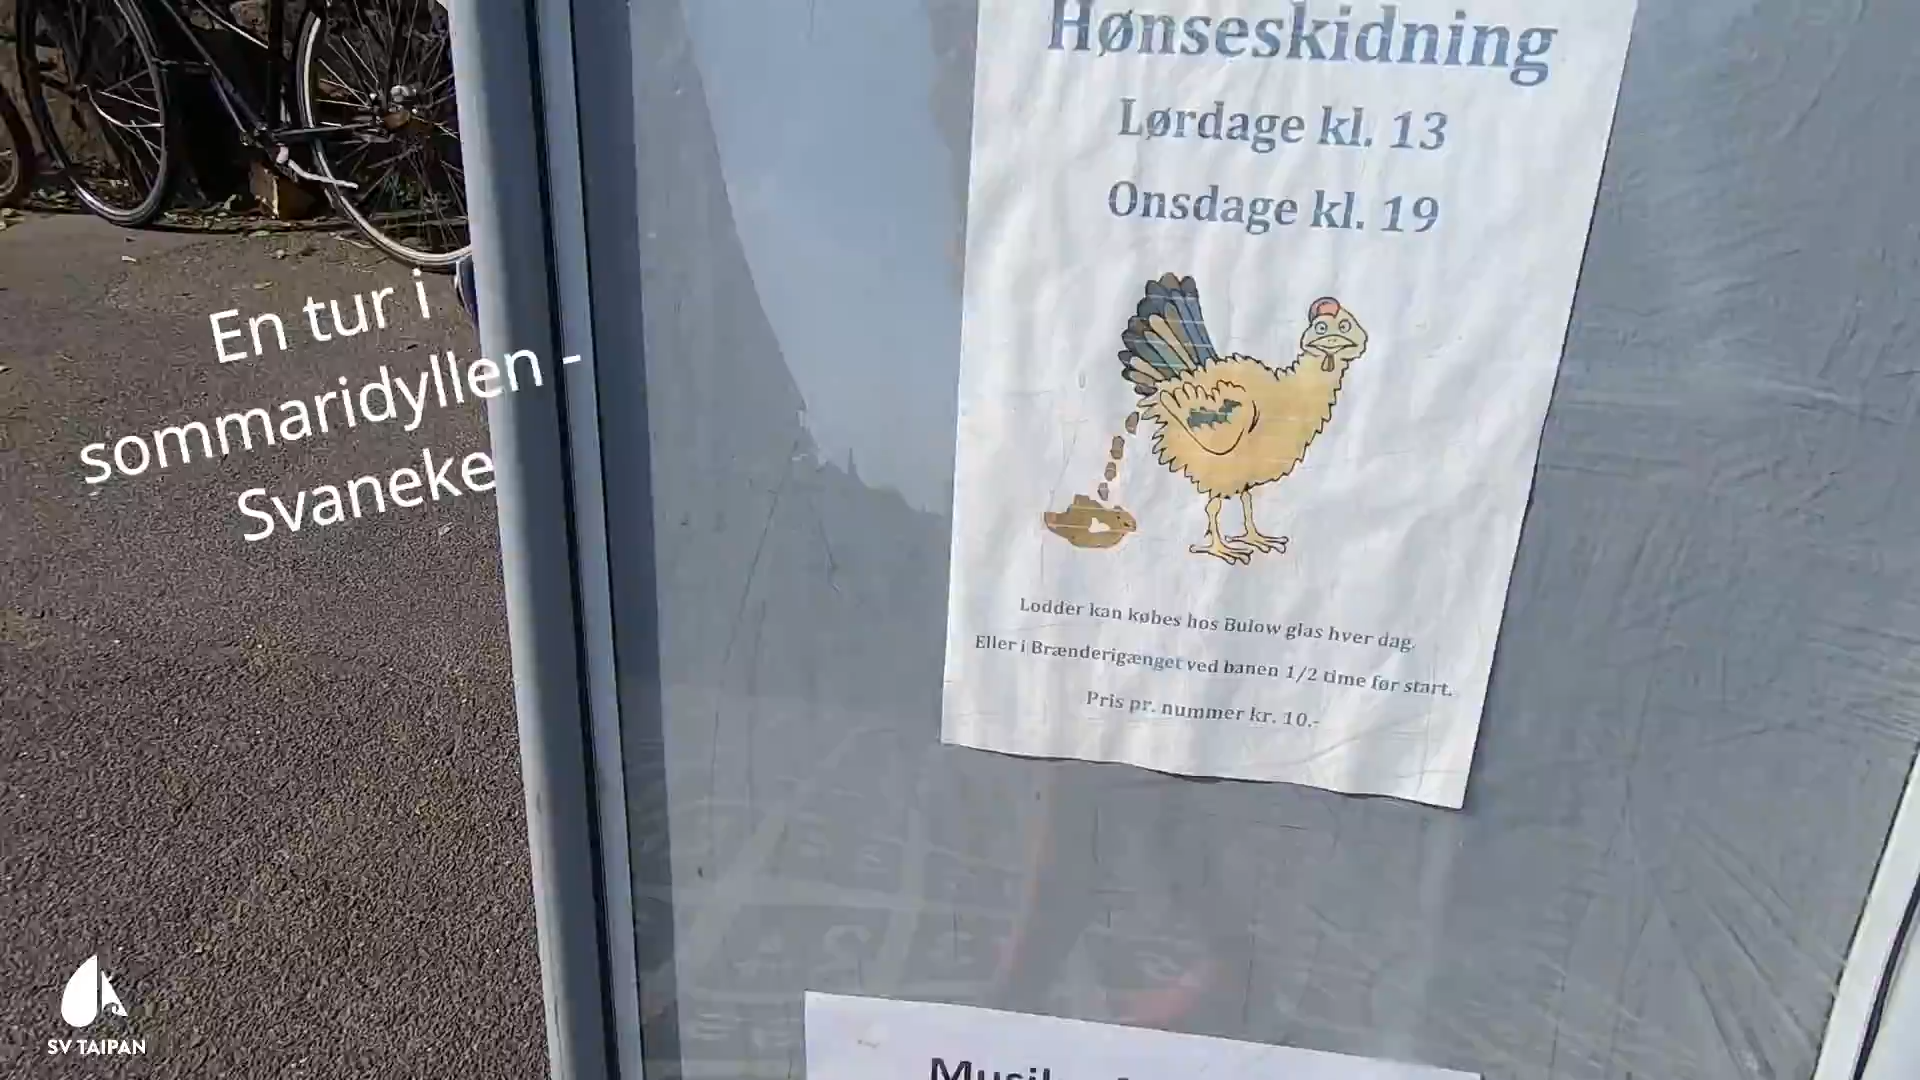 Hønseskidning
Lørdage kl. 13
Onsdage kl. 19
En tur i
sommaridyllen -
Svaneke
Lodder kan købes hos Bulow glas hver dag.
Eller i Brænderigænget ved banen 1/2 time før start.
Pris pr. nummer kr. 10.-
SV TAIPAN